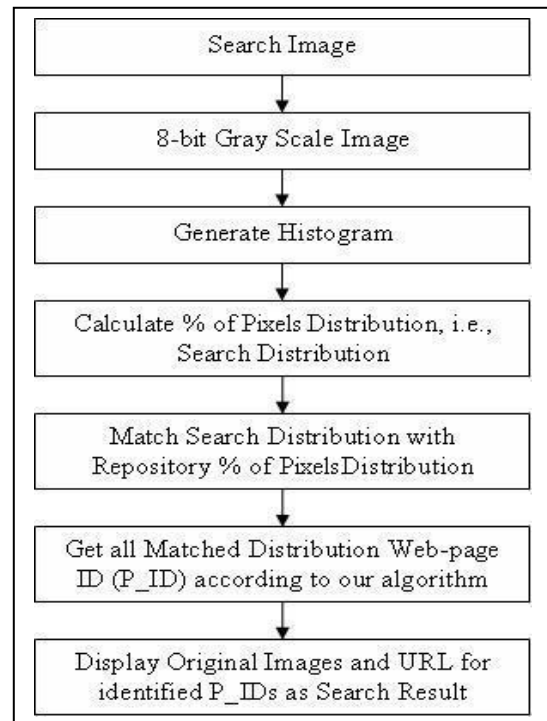 Search Image
8-bit Gray Scale Image
Generate Histogram
Calculate % of Pixels Distribution, i.e.,
Search Distribution
Match Search Distribution with
Repository % of PixelsDistribution
Get all Matched Distribution Web-page
ID (P_ID) according to our algorithm
Display Original Images and URL for
identified P_IDs as Search Result